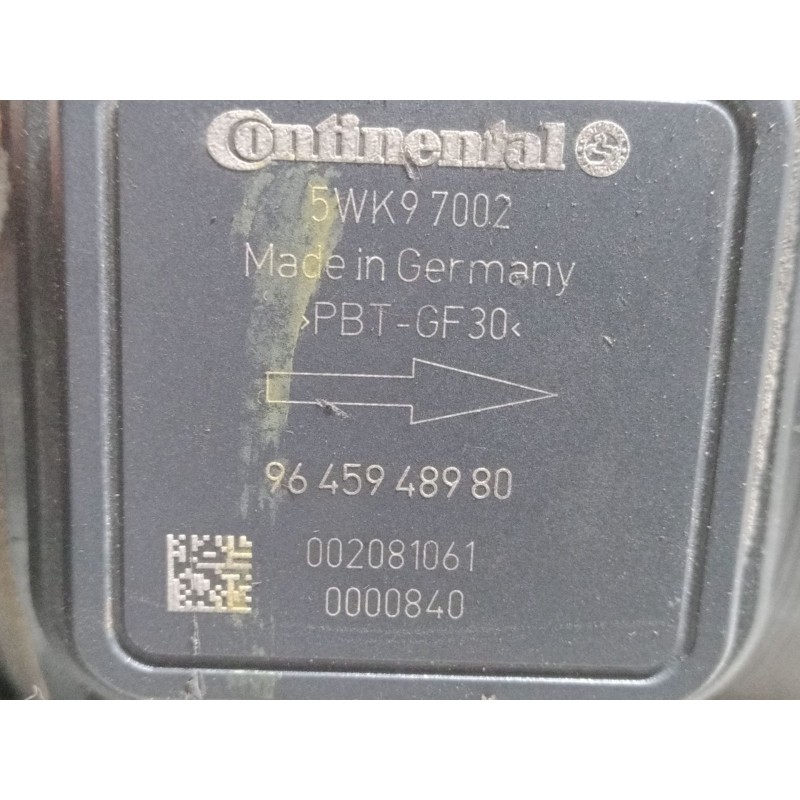 Continental
5WK9 7002
Made in Germany
>PBT-GF30<
96 459 489 80
002081061
0000840